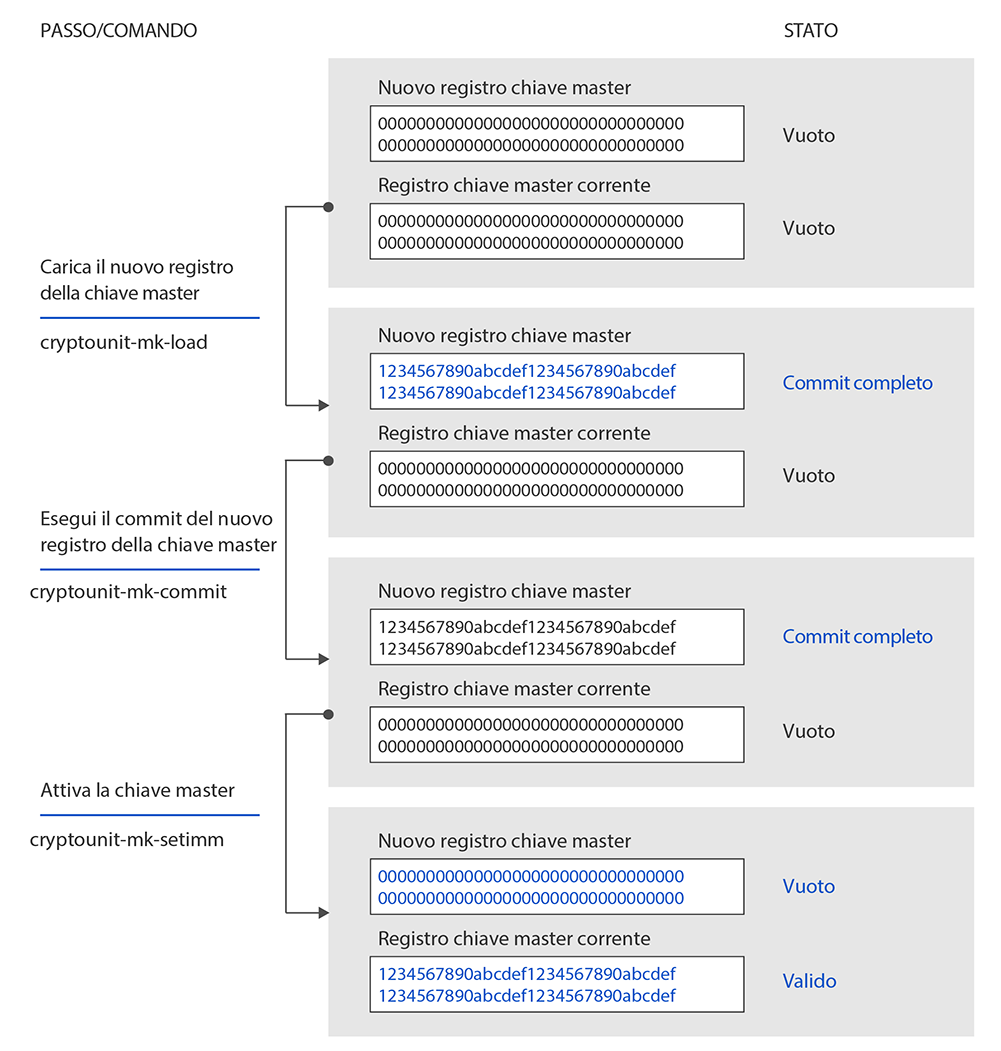 PASSO/COMANDO
STATO
Nuovo registro chiave master
00000000000000000000000000000000
00000000000000000000000000000000
Vuoto
Registro chiave master corrente
00000000000000000000000000000000
00000000000000000000000000000000
Vuoto
Carica il nuovo registro
della chiave master
cryptounit-mk-load
Nuovo registro chiave master
1234567890abcdef1234567890abcdef
1234567890abcdef1234567890abcdef
Commit completo
Registro chiave master corrente
00000000000000000000000000000000
00000000000000000000000000000000
Vuoto
Esegui il commit del nuovo
registro della chiave master
cryptounit-mk-commit
Nuovo registro chiave master
1234567890abcdef1234567890abcdef
1234567890abcdef1234567890abcdef
Commit completo
Registro chiave master corrente
00000000000000000000000000000000
00000000000000000000000000000000
Vuoto
Attiva la chiave master
cryptounit-mk-setimm
Nuovo registro chiave master
00000000000000000000000000000000
00000000000000000000000000000000
Vuoto
Registro chiave master corrente
1234567890abcdef1234567890abcdef
1234567890abcdef1234567890abcdef
Valido